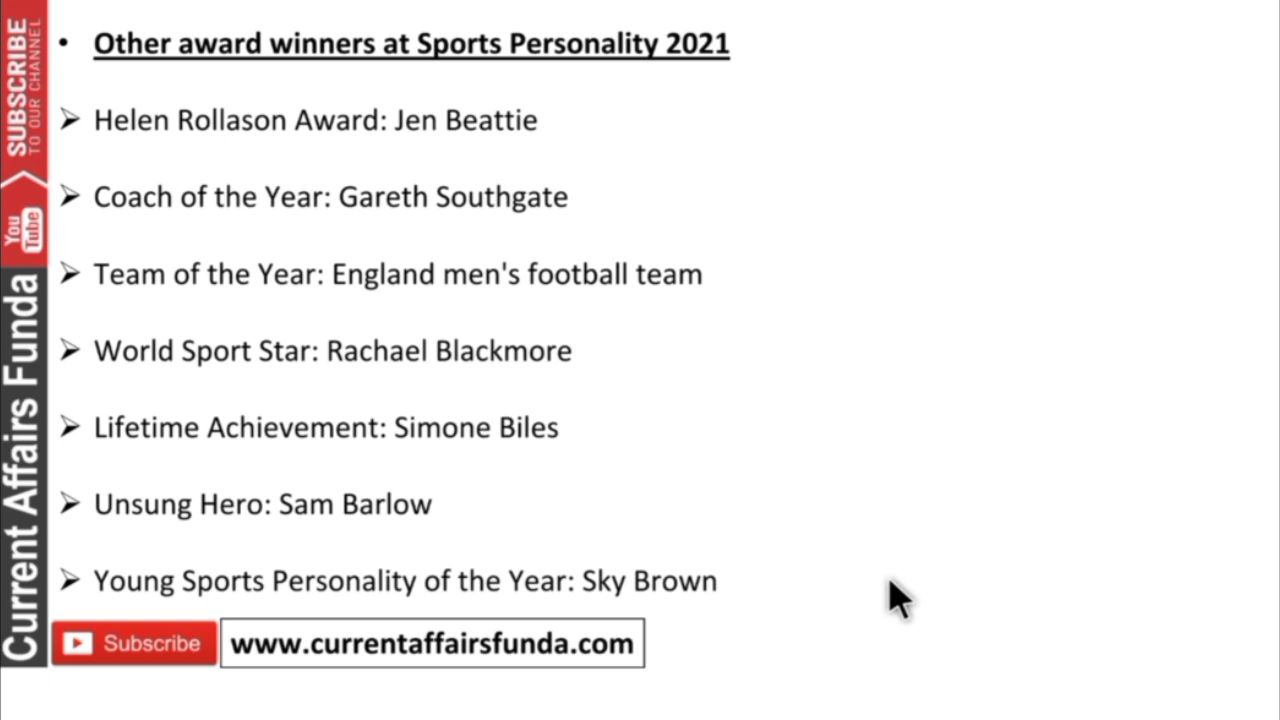 • Other award winners at Sports Personality 2021
➢ Helen Rollason Award: Jen Beattie
➢ Coach of the Year: Gareth Southgate
➢ Team of the Year: England men's football team
➢ World Sport Star: Rachael Blackmore
➢ Lifetime Achievement: Simone Biles
➢ Unsung Hero: Sam Barlow
➢ Young Sports Personality of the Year: Sky Brown
Subscribe
www.currentaffairsfunda.com
Current Affairs Funda
You Tube
SUBSCRIBE
TO OUR CHANNEL